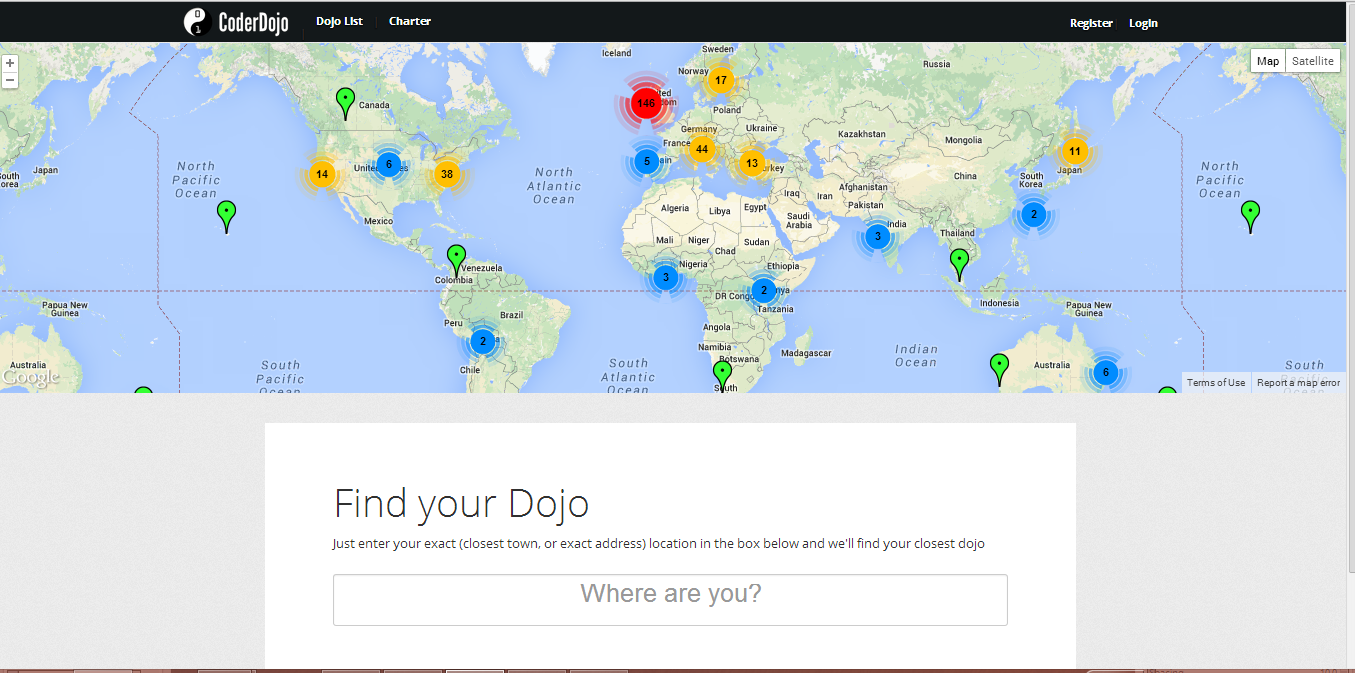 CoderDojo Dojo List Charter Register Login
+
−
Map Satellite
Iceland
Sweden
Norway
Russia
17
146
Canada
Poland
Germany
Ukraine
Kazakhstan
Mongolia
France
44
13
11
Japan
North
Pacific
Ocean
14
6
38
North
Atlantic
Ocean
5
Iraq
Iran
Afghanistan
Pakistan
China
South
Korea
Japan
North
Pacific
Ocean
Mexico
Algeria
Libya
Egypt
Saudi
Arabia
3
India
Thailand
2
Mali
Niger
Chad
Sudan
Nigeria
Ethiopia
3
2
Venezuela
Colombia
DR Congo
Tanzania
Indonesia
Papua New
Guinea
Papua New
Guinea
Peru
Brazil
Angola
2
Namibia
Botswana
Madagascar
Chile
South
Pacific
Ocean
South
Atlantic
Ocean
South
Indian
Ocean
Australia
Australia
6
South
Pacific
Ocean
Google
Terms of Use Report a map error
Find your Dojo
Just enter your exact (closest town, or exact address) location in the box below and we'll find your closest dojo
Where are you?